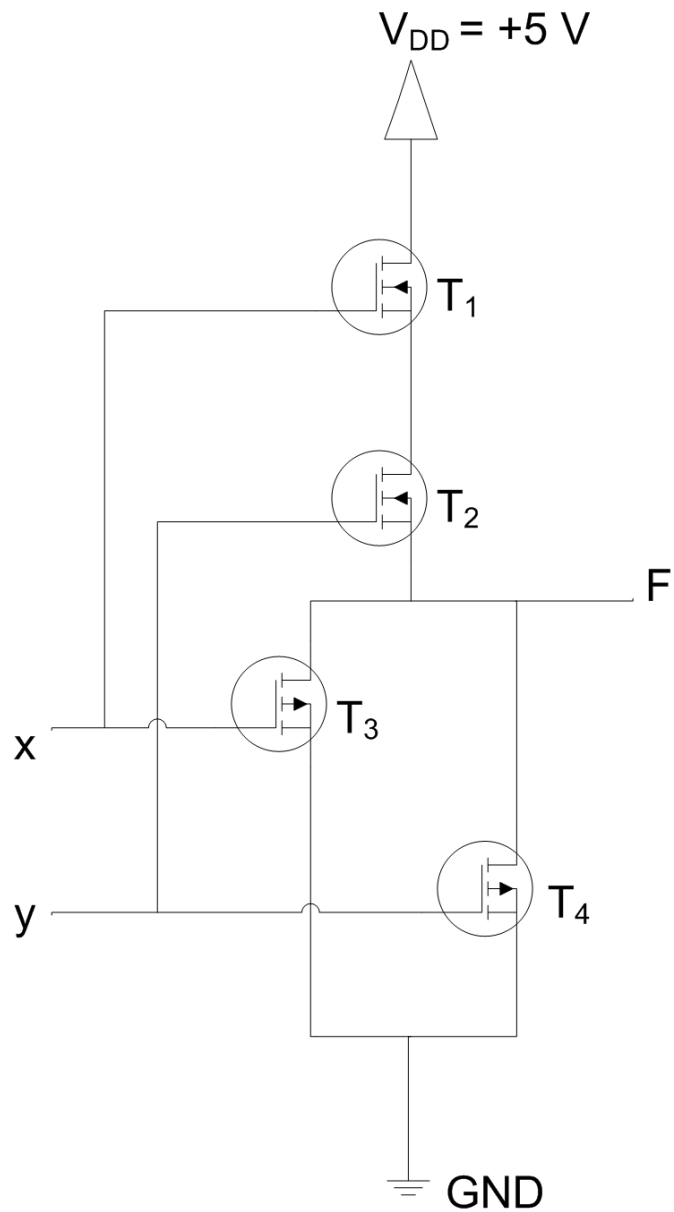 V_DD = +5 V
T_1
T_2
F
T_3
x
T_4
y
GND